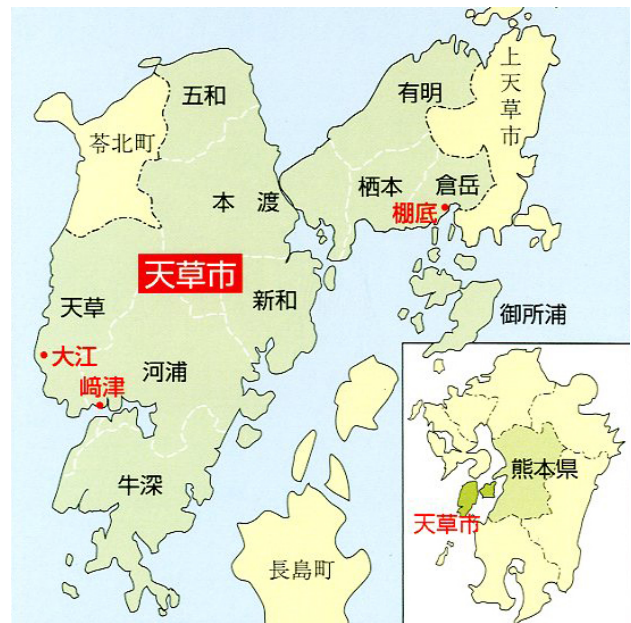 五和
有明
上天草市
苓北町
栖本
倉岳
本渡
棚底
天草市
天草
新和
御所浦
大江
河浦
﨑津
熊本県
牛深
天草市
長島町